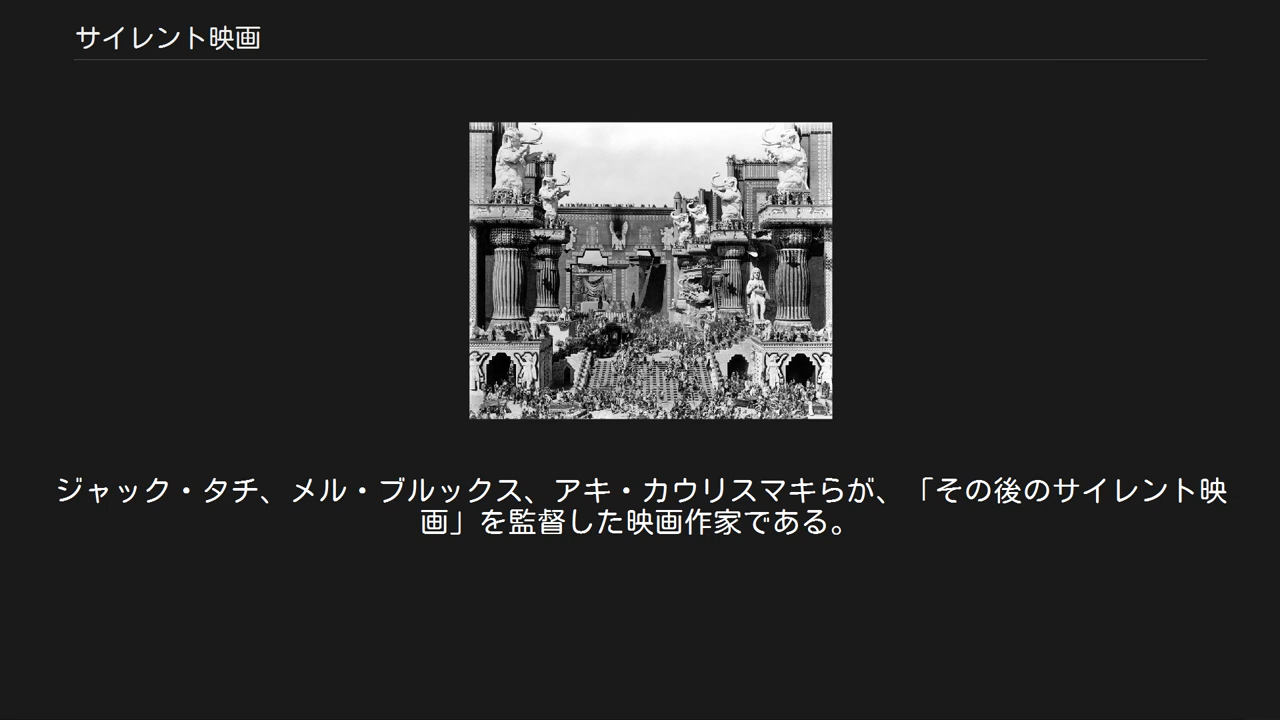 サイレント映画
ジャック・タチ、メル・ブルックス、アキ・カウリスマキらが、「その後のサイレント映
画」を監督した映画作家である。